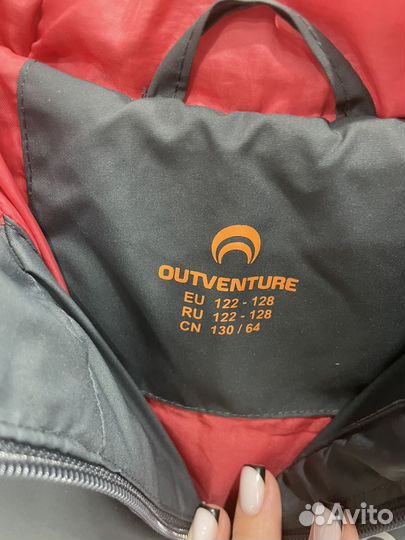 OUTVENTURE
EU 122 - 128
RU 122 - 128
CN 130 / 64
Avito